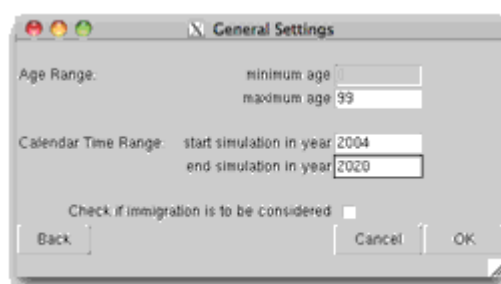 General Settings
Age Range: minimum age 0
maximum age 99
Calendar Time Range: start simulation in year 2004
end simulation in year 2020
Check if immigration is to be considered
Back Cancel OK